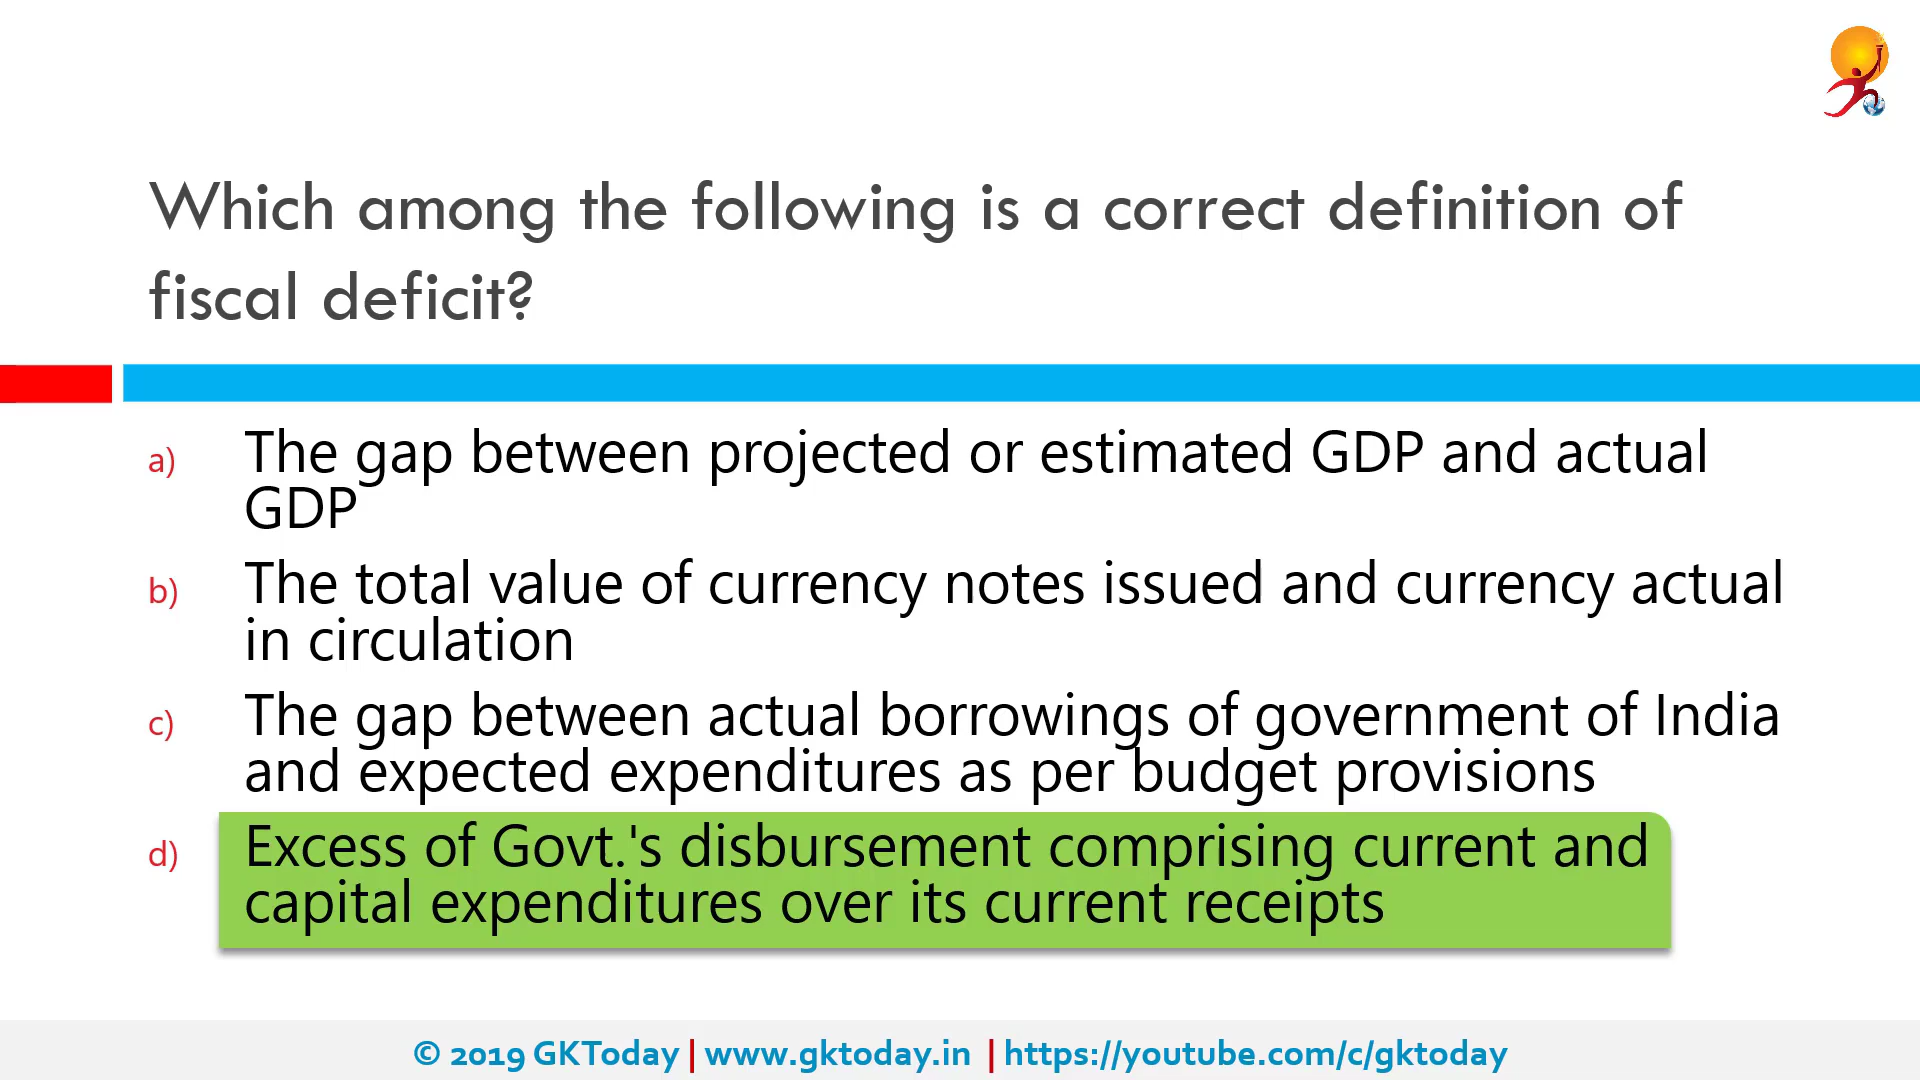 Which among the following is a correct definition of
fiscal deficit?
a) The gap between projected or estimated GDP and actual
GDP
b) The total value of currency notes issued and currency actual
in circulation
c) The gap between actual borrowings of government of India
and expected expenditures as per budget provisions
d) Excess of Govt.'s disbursement comprising current and
capital expenditures over its current receipts
© 2019 GKToday | www.gktoday.in | https://youtube.com/c/gktoday